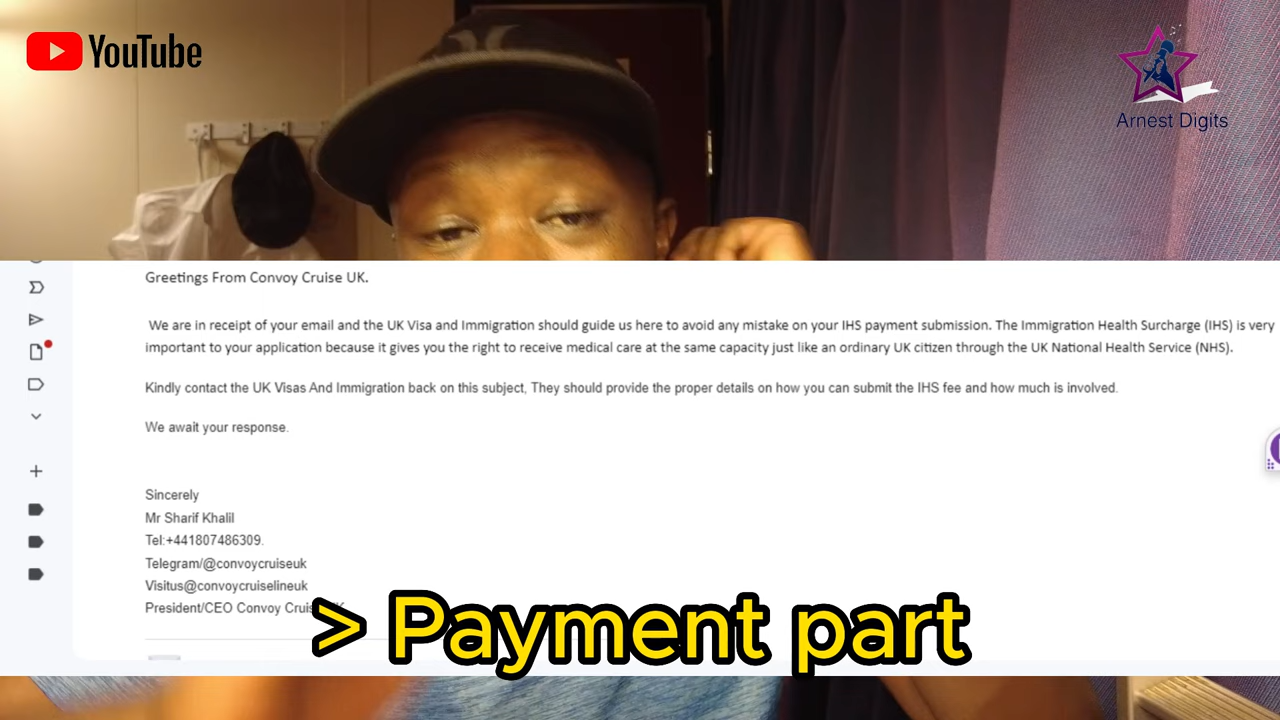 YouTube
Arnest Digits
Greetings From Convoy Cruise UK.
We are in receipt of your email and the UK Visa and Immigration should guide us here to avoid any mistake on your IHS payment submission. The Immigration Health Surcharge (IHS) is very
important to your application because it gives you the right to receive medical care at the same capacity just like an ordinary UK citizen through the UK National Health Service (NHS).
Kindly contact the UK Visas And Immigration back on this subject, They should provide the proper details on how you can submit the IHS fee and how much is involved.
We await your response.
Sincerely
Mr Sharif Khalil
Tel:+441807486309.
Telegram/@convoycruiseuk
Visitus@convoycruiselineuk
President/CEO Convoy
> Payment part